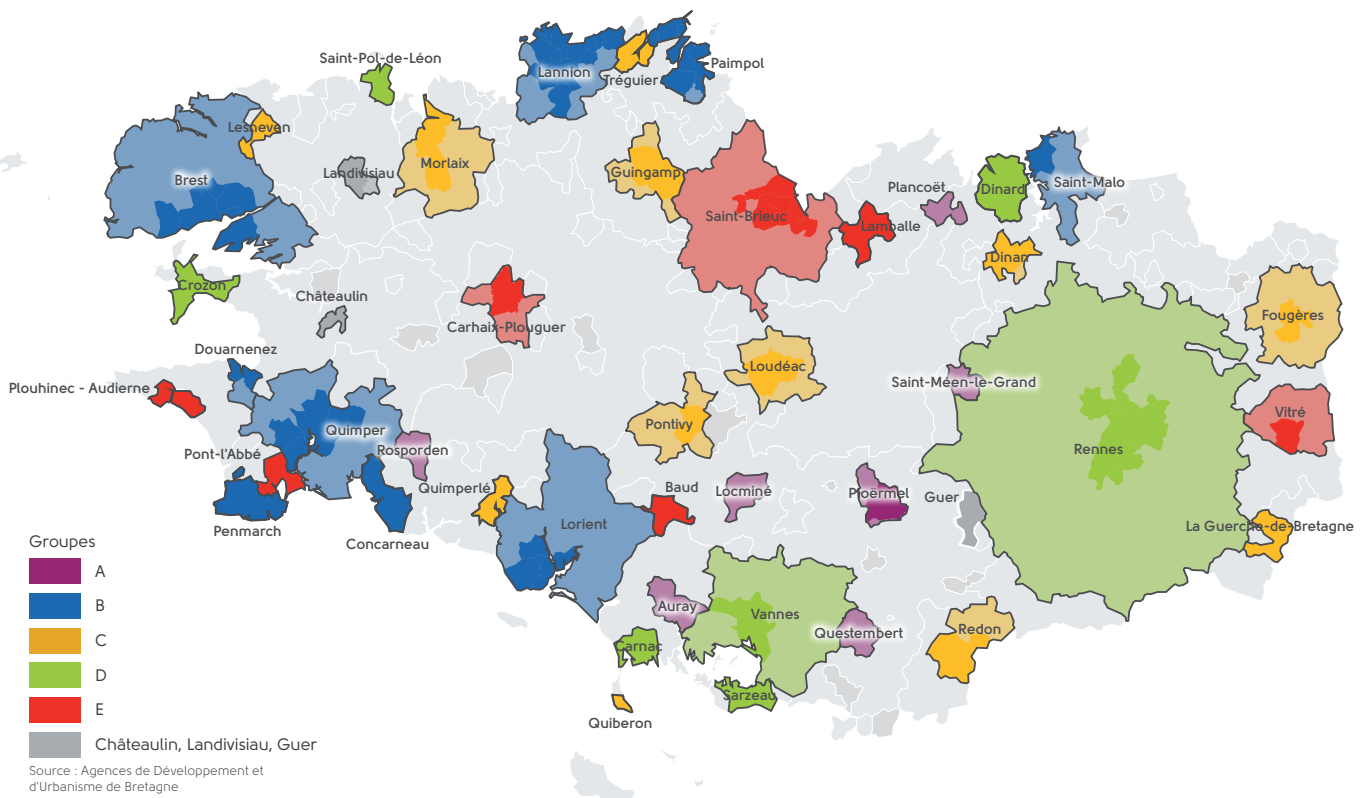 Saint-Pol-de-Léon
Lannion
Tréguier
Paimpol
Lesneven
Brest
Landivisiau
Morlaix
Guingamp
Saint-Brieuc
Lamballe
Plancoët
Dinard
Saint-Malo
Dinan
Crozon
Châteaulin
Carhaix-Plouguer
Fougères
Douarnenez
Plouhinec - Audierne
Loudéac
Saint-Méen-le-Grand
Vitré
Quimper
Pontivy
Rennes
Pont-l'Abbé
Rosporden
Quimperlé
Baud
Locminé
Ploërmel
Guer
Penmarch
Concarneau
Lorient
La Guerche-de-Bretagne
Auray
Vannes
Questembert
Redon
Carnac
Sarzeau
Quiberon
Groupes
A
B
C
D
E
Châteaulin, Landivisiau, Guer
Source : Agences de Développement et
d'Urbanisme de Bretagne